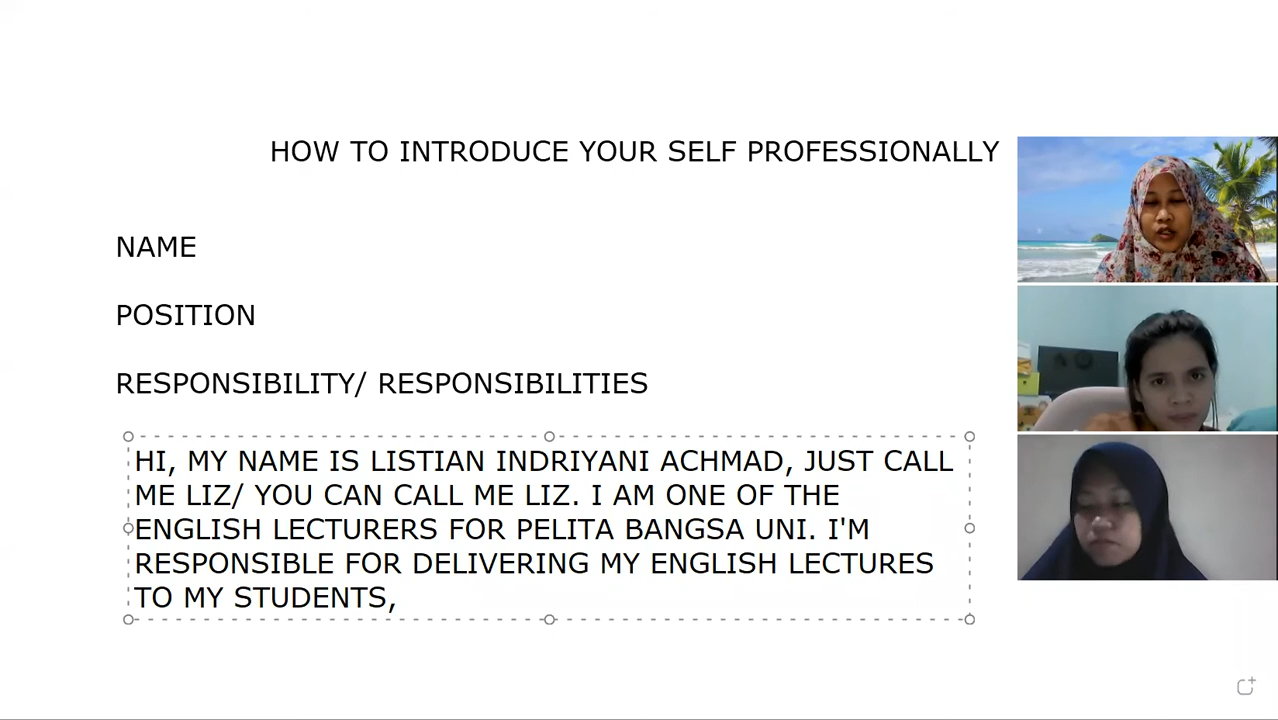 HOW TO INTRODUCE YOUR SELF PROFESSIONALLY
NAME
POSITION
RESPONSIBILITY/ RESPONSIBILITIES
HI, MY NAME IS LISTIAN INDRIYANI ACHMAD, JUST CALL
ME LIZ/ YOU CAN CALL ME LIZ. I AM ONE OF THE
ENGLISH LECTURERS FOR PELITA BANGSA UNI. I'M
RESPONSIBLE FOR DELIVERING MY ENGLISH LECTURES
TO MY STUDENTS,